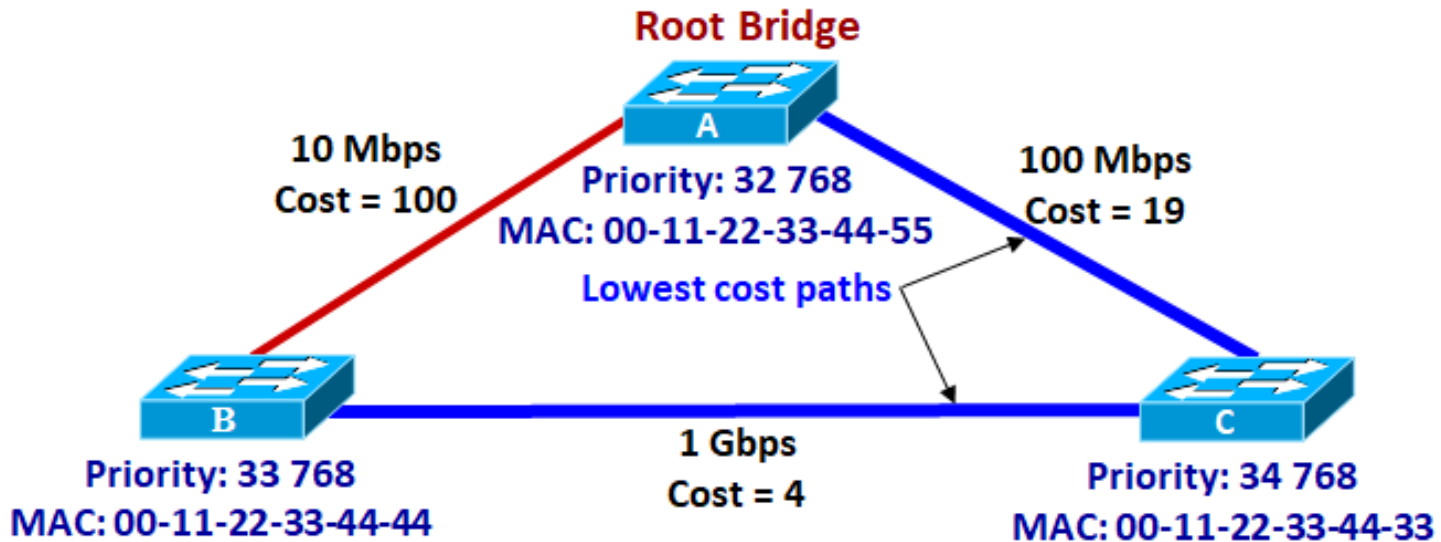 Root Bridge
A
10 Mbps
Cost = 100
Priority: 32 768
MAC: 00-11-22-33-44-55
100 Mbps
Cost = 19
Lowest cost paths
B
Priority: 33 768
MAC: 00-11-22-33-44-44
1 Gbps
Cost = 4
C
Priority: 34 768
MAC: 00-11-22-33-44-33